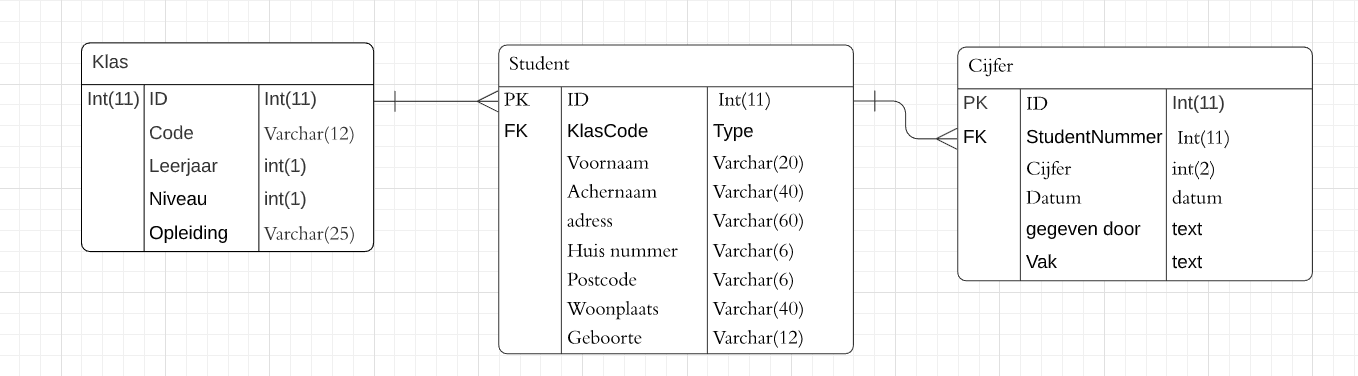 Klas
Int(11) ID Int(11)
Code Varchar(12)
Leerjaar int(1)
Niveau int(1)
Opleiding Varchar(25)
Student
PK ID Int(11)
FK KlasCode Type
Voornaam Varchar(20)
Achernaam Varchar(40)
adress Varchar(60)
Huis nummer Varchar(6)
Postcode Varchar(6)
Woonplaats Varchar(40)
Geboorte Varchar(12)
Cijfer
PK ID Int(11)
FK StudentNummer Int(11)
Cijfer int(2)
Datum datum
gegeven door text
Vak text